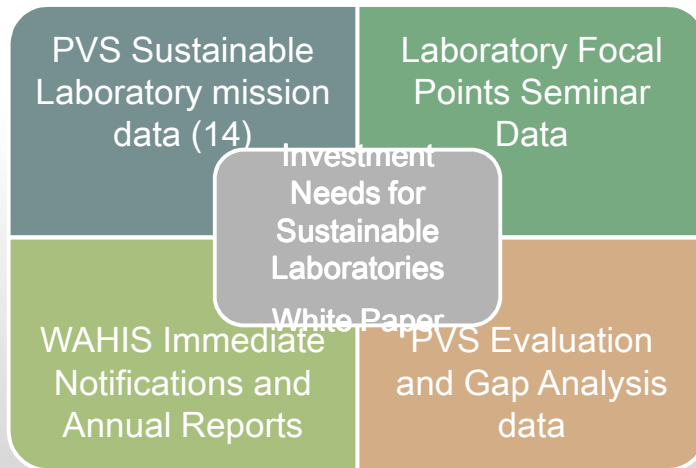 PVS Sustainable
Laboratory mission
data (14)
Laboratory Focal
Points Seminar
Data
Investment
Needs for
Sustainable
Laboratories
White Paper
WAHIS Immediate
Notifications and
Annual Reports
PVS Evaluation
and Gap Analysis
data